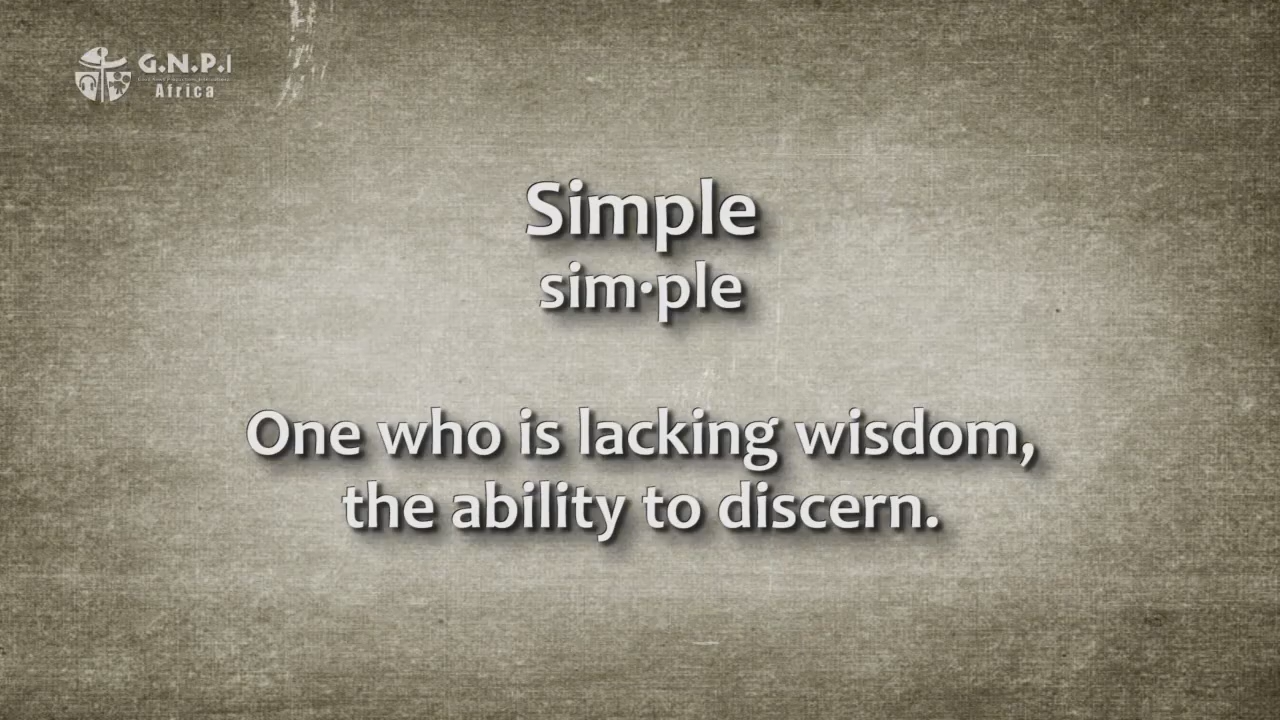 G.N.P.I
Africa
Simple
sim·ple
One who is lacking wisdom,
the ability to discern.